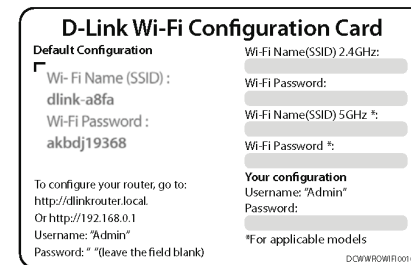 D-Link Wi-Fi Configuration Card
Default Configuration
Wi- Fi Name (SSID) :
dlink-a8fa
Wi-Fi Password :
akbdj19368
To configure your router, go to:
http://dlinkrouter.local.
Or http://192.168.0.1
Username: "Admin"
Password: " "(leave the field blank)
Wi-Fi Name(SSID) 2.4GHz:
Wi-Fi Password:
Wi-Fi Name(SSID) 5GHz *:
Wi-Fi Password *:
Your configuration
Username: "Admin"
Password:
*For applicable models